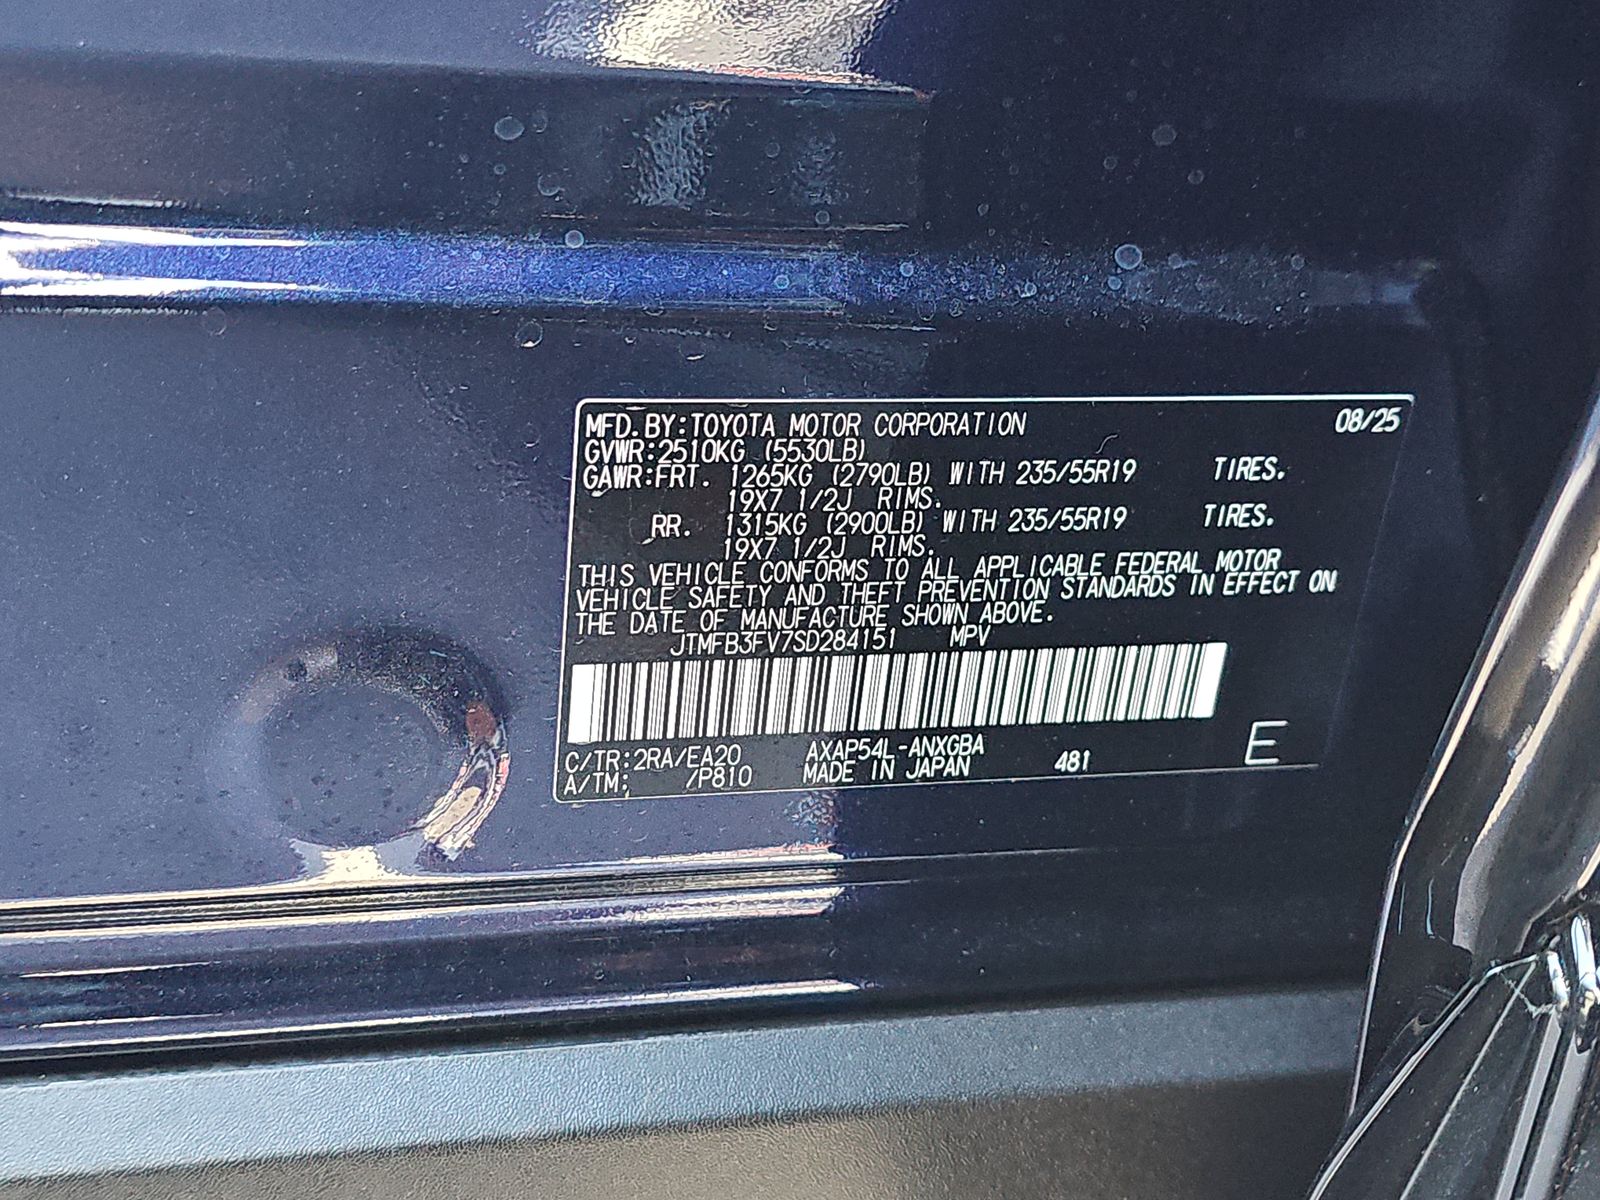 MFD. BY: TOYOTA MOTOR CORPORATION 08/25
GVWR: 2510KG (5530LB)
GAWR: FRT. 1265KG (2790LB) WITH 235/55R19 TIRES.
19X7 1/2J RIMS.
RR. 1315KG (2900LB) WITH 235/55R19 TIRES.
19X7 1/2J RIMS.
THIS VEHICLE CONFORMS TO ALL APPLICABLE FEDERAL MOTOR
VEHICLE SAFETY AND THEFT PREVENTION STANDARDS IN EFFECT ON
THE DATE OF MANUFACTURE SHOWN ABOVE.
JTMFB3FV7SD284151 MPV
C/TR: 2RA/EA20 AXAP54L-ANXGBA
A/TM: /P810 MADE IN JAPAN 481 E